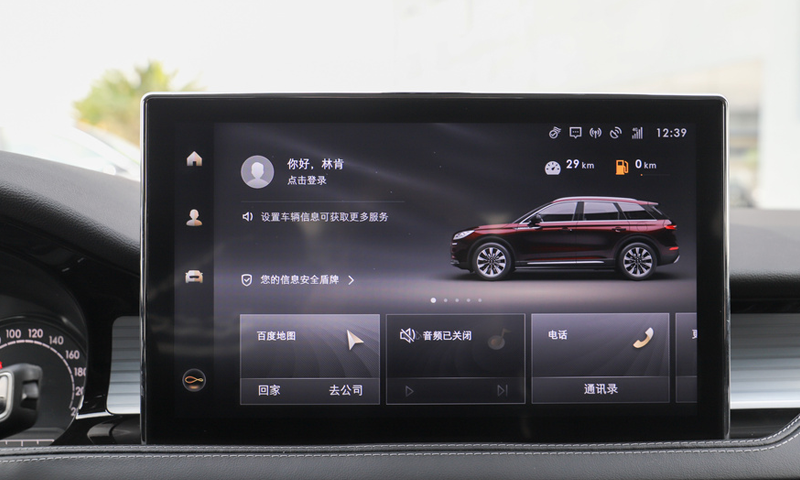 12:39
你好，林肯
点击登录
29 km
0 km
设置车辆信息可获取更多服务
您的信息安全盾牌
百度地图
音频已关闭
电话
回家
去公司
通讯录
100 120 140
160
180